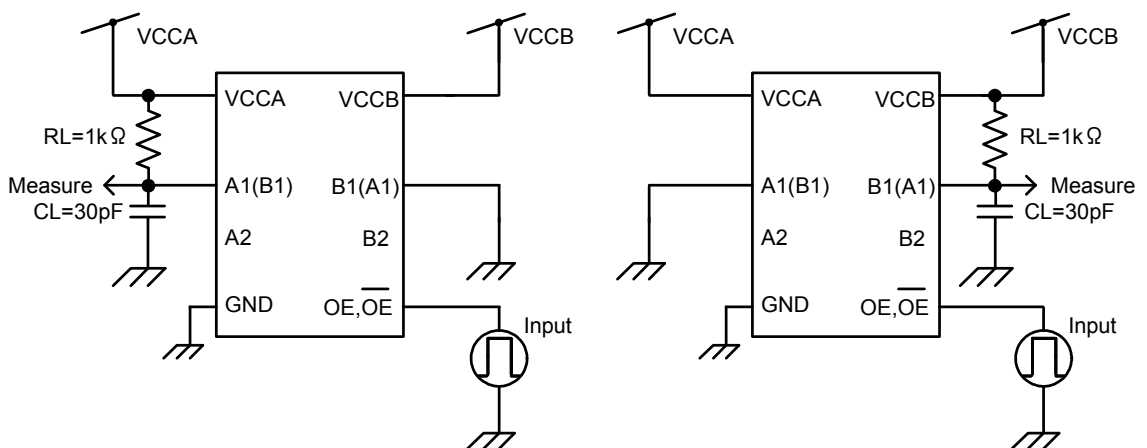 VCCA
VCCB
VCCA VCCB
RL=1kΩ
Measure A1(B1) B1(A1)
CL=30pF
A2 B2
GND OE,OE
Input
VCCA
VCCB
VCCA VCCB
RL=1kΩ
A1(B1) B1(A1) Measure
CL=30pF
A2 B2
GND OE,OE
Input